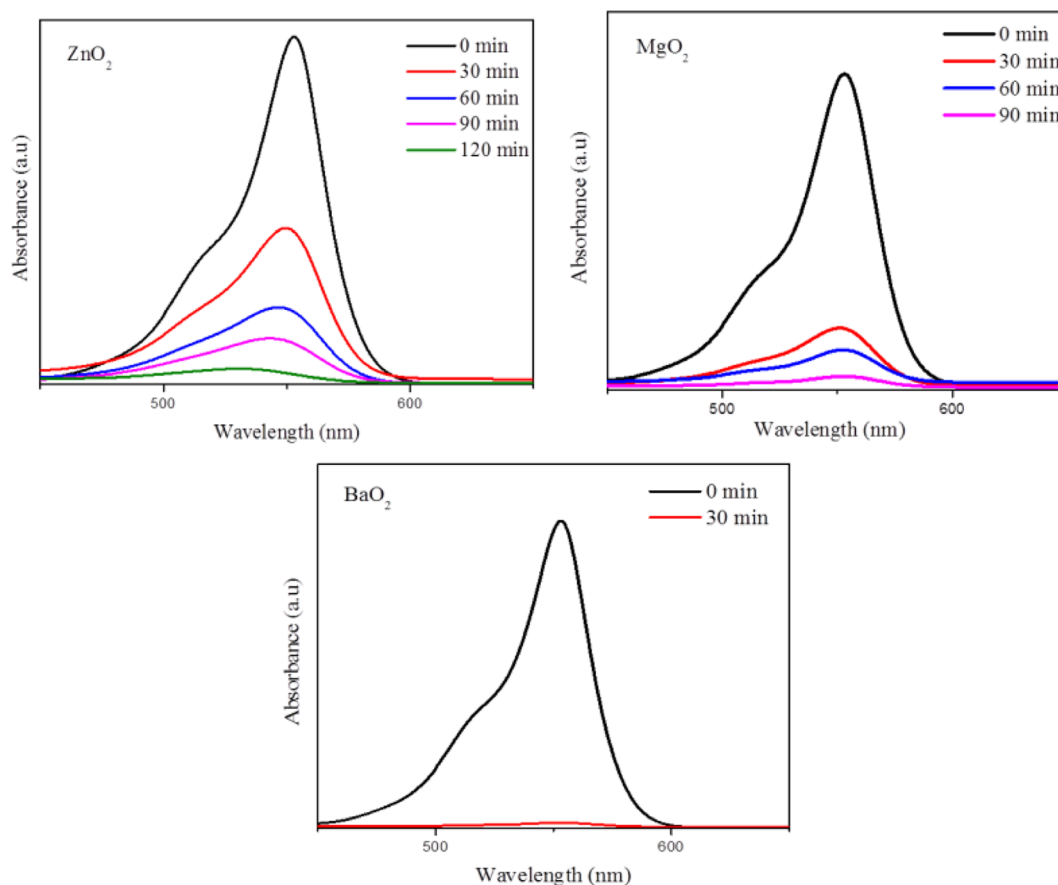 ZnO₂
0 min
30 min
60 min
90 min
120 min
Absorbance (a.u)
500
600
Wavelength (nm)
MgO₂
0 min
30 min
60 min
90 min
Absorbance (a.u)
500
600
Wavelength (nm)
BaO₂
0 min
30 min
Absorbance (a.u)
500
600
Wavelength (nm)